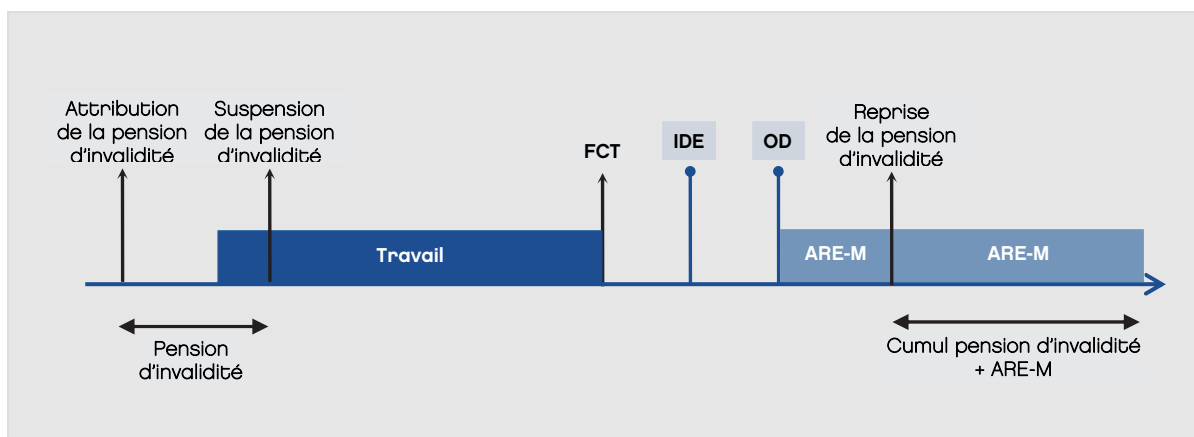 Attribution
de la pension
d'invalidité
Suspension
de la pension
d'invalidité
FCT
IDE
OD
Reprise
de la pension
d'invalidité
Travail
ARE-M
ARE-M
Pension
d'invalidité
Cumul pension d'invalidité
+ ARE-M